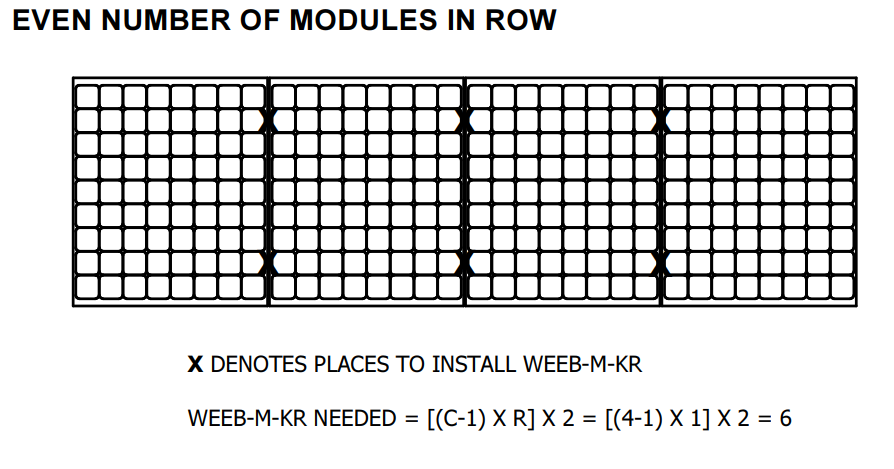 EVEN NUMBER OF MODULES IN ROW
X X X
X X X
X DENOTES PLACES TO INSTALL WEEB-M-KR
WEEB-M-KR NEEDED = [(C-1) X R] X 2 = [(4-1) X 1] X 2 = 6